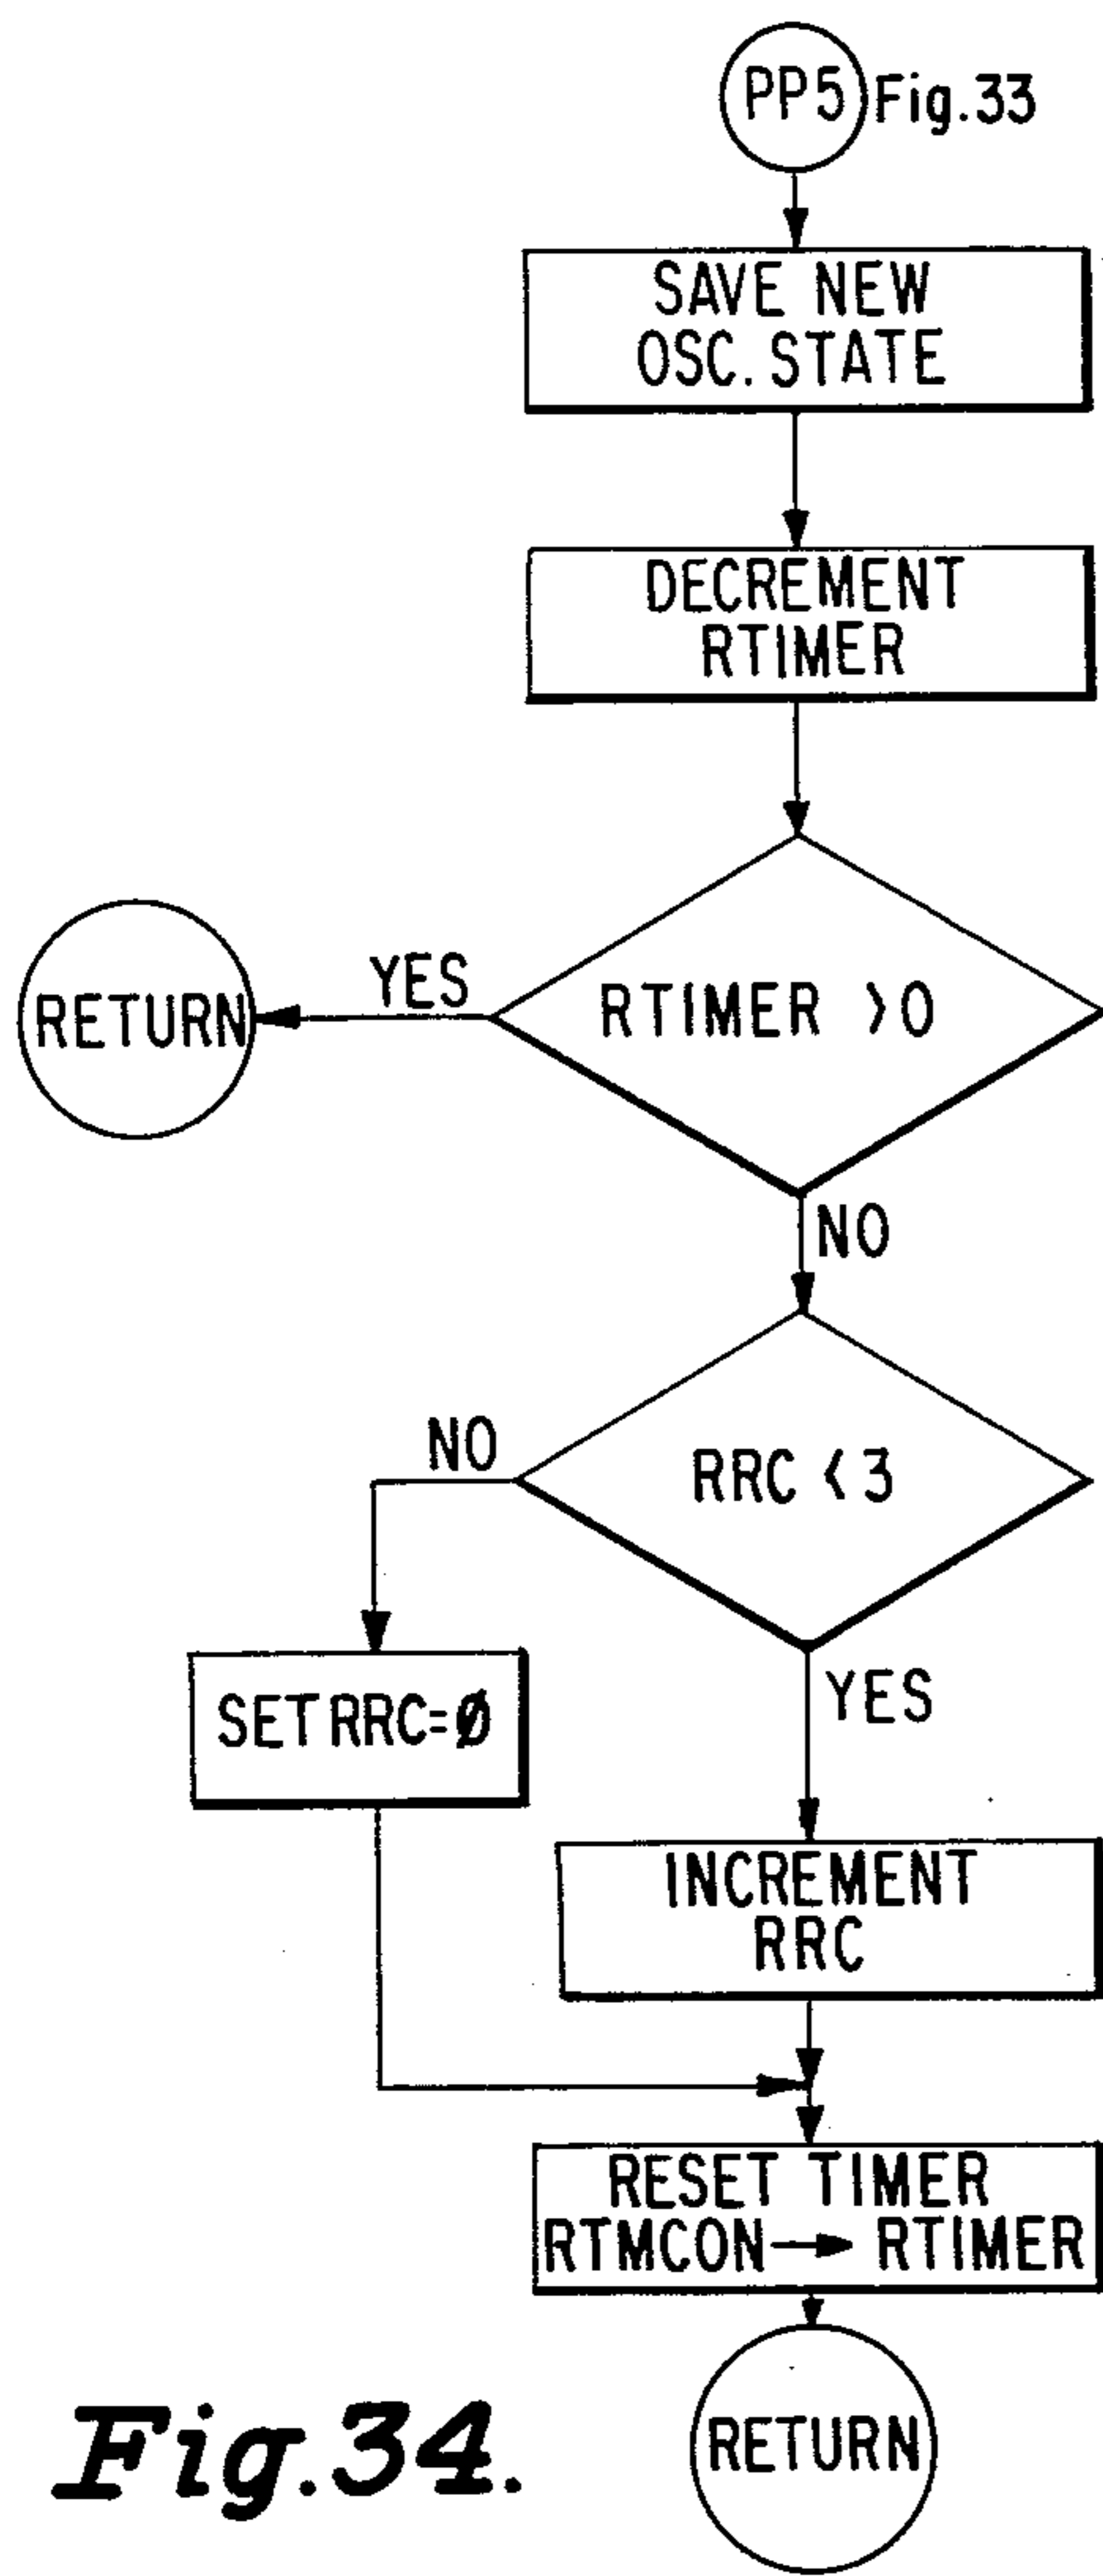 PP5 Fig.33
SAVE NEW
OSC. STATE
DECREMENT
RTIMER
RTIMER >0
YES
RETURN
NO
RRC <3
NO
YES
SET RRC=Ø
INCREMENT
RRC
RESET TIMER
RTMCON → RTIMER
RETURN
Fig.34.